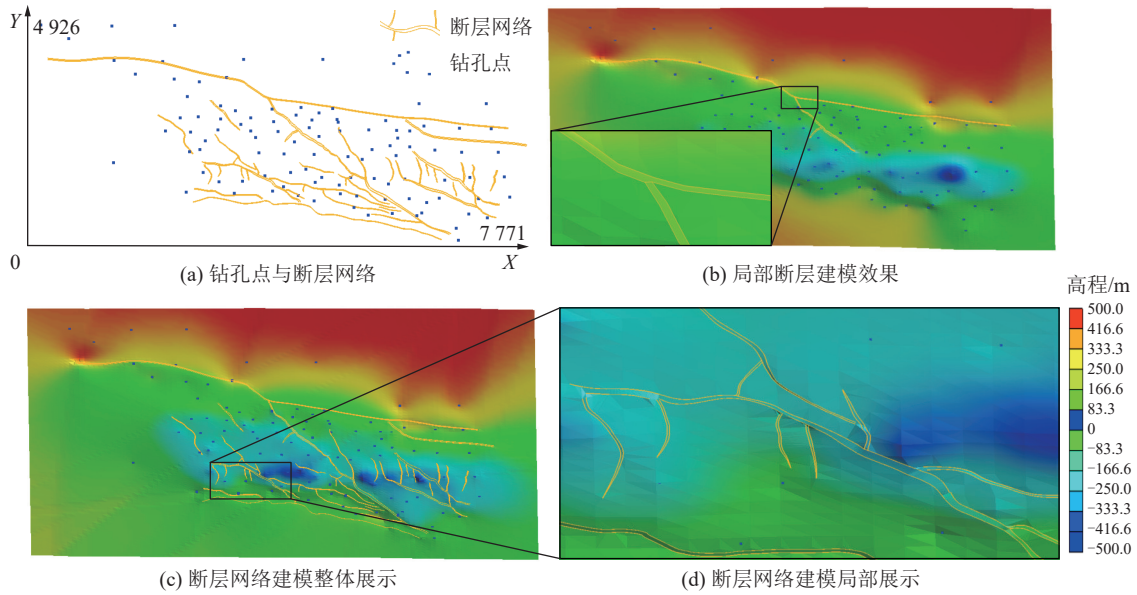 Y
4 926
断层网络
钻孔点
7 771
0
X
(a) 钻孔点与断层网络
(b) 局部断层建模效果
高程/m
500.0
416.6
333.3
250.0
166.6
83.3
0
−83.3
−166.6
−250.0
−333.3
−416.6
−500.0
(c) 断层网络建模整体展示
(d) 断层网络建模局部展示